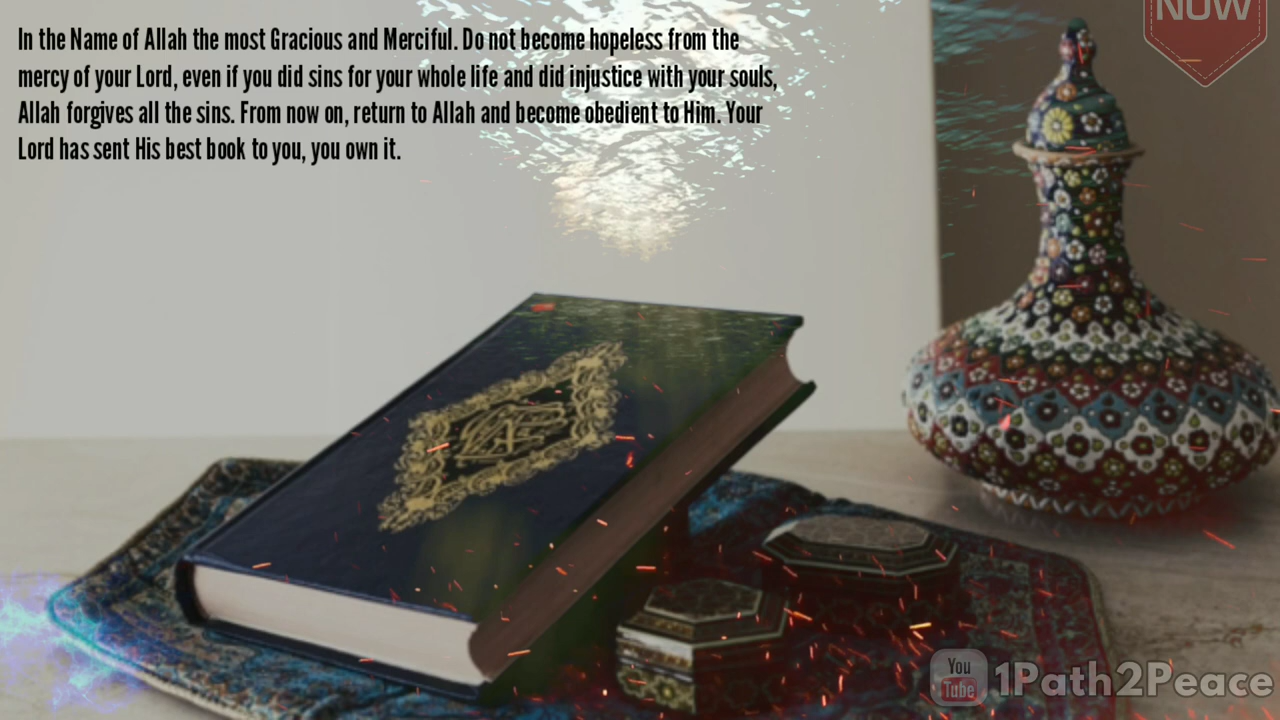 NOW
In the Name of Allah the most Gracious and Merciful. Do not become hopeless from the
mercy of your Lord, even if you did sins for your whole life and did injustice with your souls,
Allah forgives all the sins. From now on, return to Allah and become obedient to Him. Your
Lord has sent His best book to you, you own it.
You
Tube
1Path2Peace